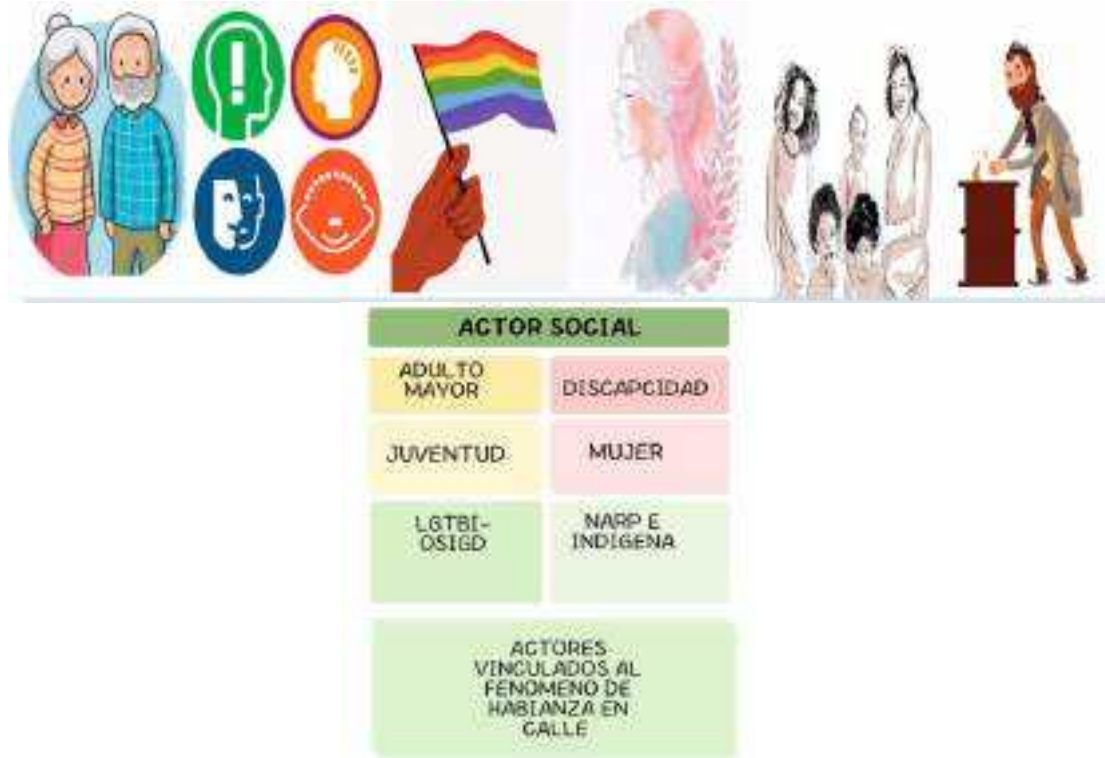 ACTOR SOCIAL
ADULTO
MAYOR
DISCAPCIDAD
JUVENTUD
MUJER
LGTBI-
OSIGD
NARP E
INDIGENA
ACTORES
VINCULADOS AL
FENOMENO DE
HABIANZA EN
CALLE